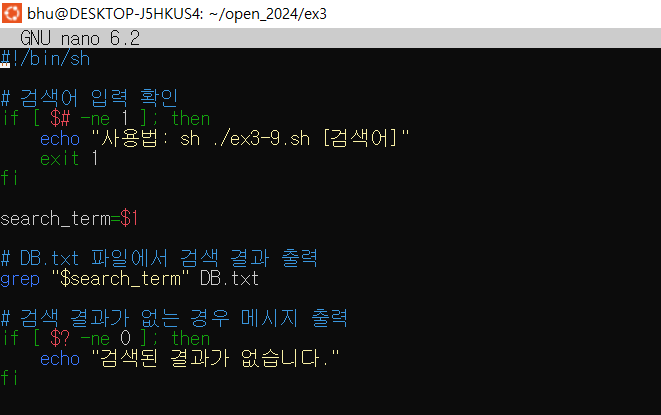 bhu@DESKTOP-J5HKUS4: ~/open_2024/ex3
GNU nano 6.2
#!/bin/sh
# 검색어 입력 확인
if [ $# -ne 1 ]; then
echo "사용법: sh ./ex3-9.sh [검색어]"
exit 1
fi
search_term=$1
# DB.txt 파일에서 검색 결과 출력
grep "$search_term" DB.txt
# 검색 결과가 없는 경우 메시지 출력
if [ $? -ne 0 ]; then
echo "검색된 결과가 없습니다."
fi